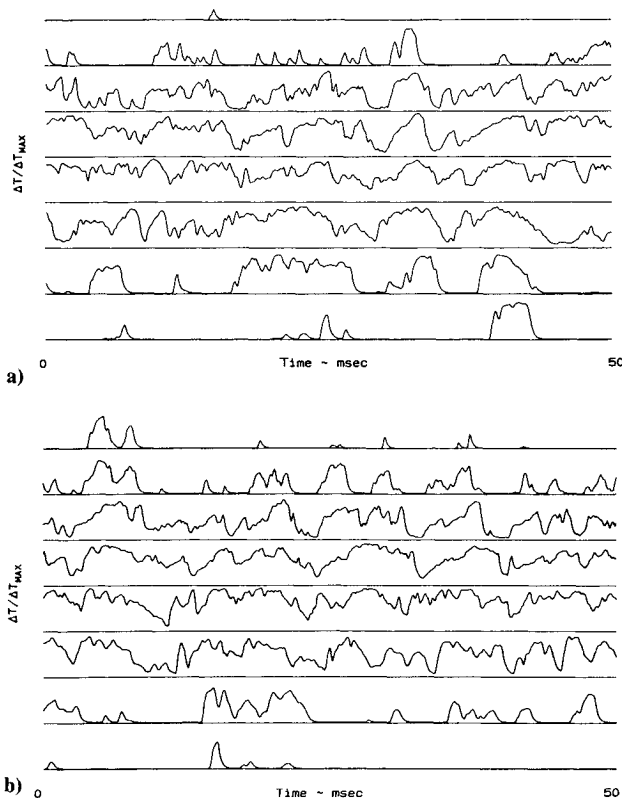 ΔT/ΔT_MAX
0 Time ~ msec 50
a)
ΔT/ΔT_MAX
b) 0 Time ~ msec 50